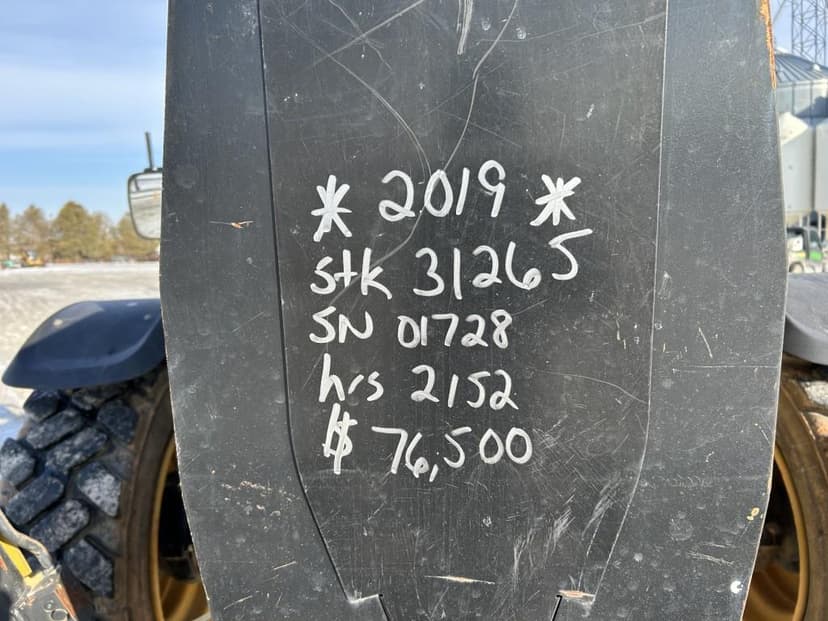 * 2019 *
Stk 31265
SN 01728
hrs 2152
$ 76,500